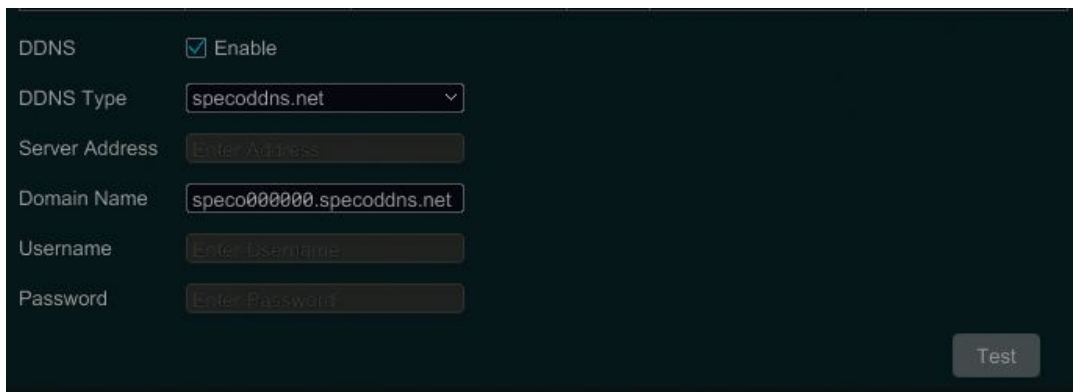 DDNS Enable
DDNS Type specoddns.net
Server Address Enter Address
Domain Name speco000000.specoddns.net
Username Enter Username
Password Enter Password
Test